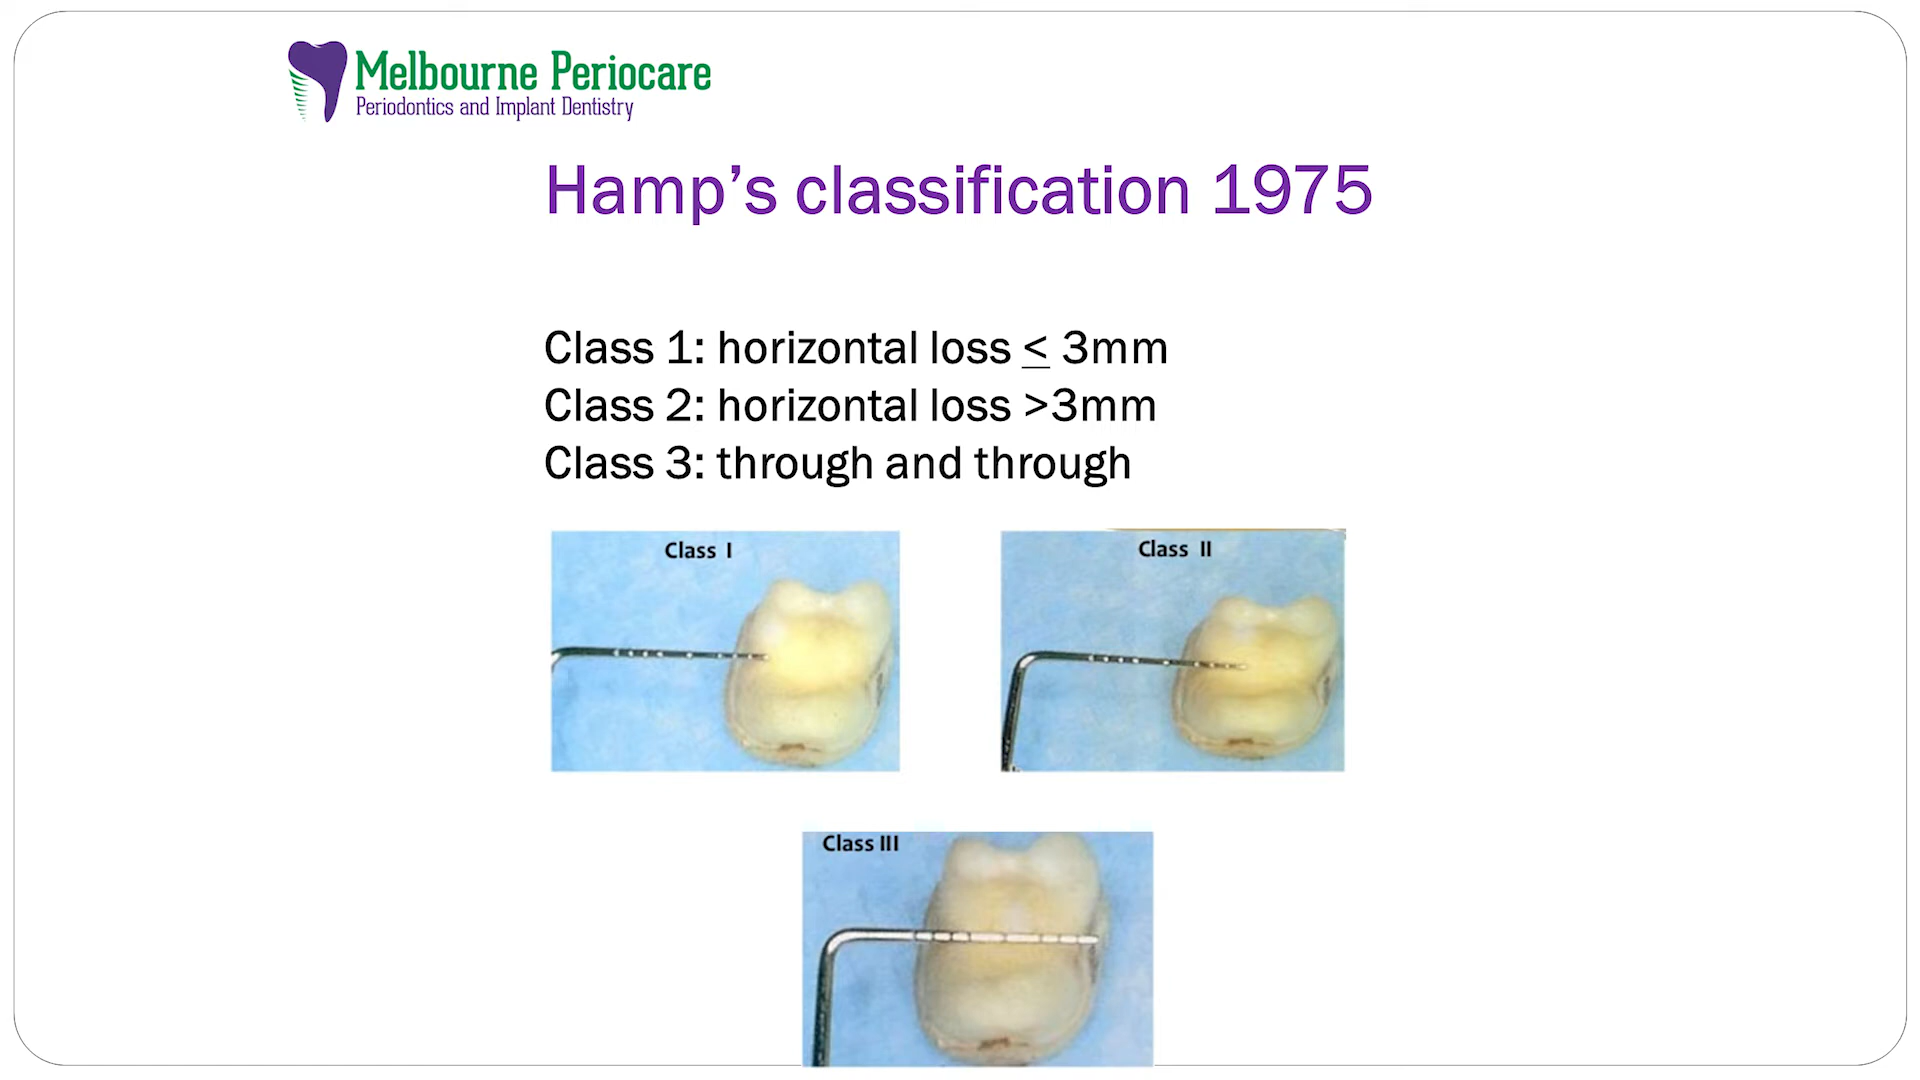 Melbourne Periocare
Periodontics and Implant Dentistry
Hamp's classification 1975
Class 1: horizontal loss ≤ 3mm
Class 2: horizontal loss >3mm
Class 3: through and through
Class I
Class II
Class III